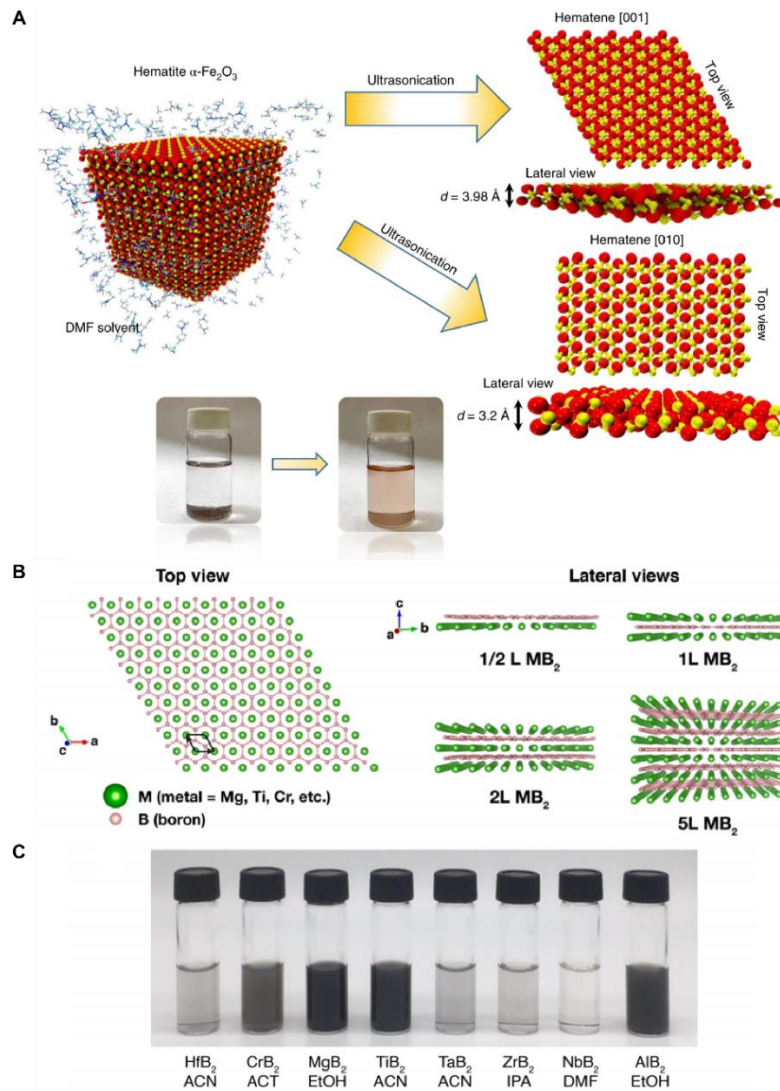 A
Hematite α-Fe₂O₃
DMF solvent
Ultrasonication
Ultrasonication
Hematene [001]
Top view
Lateral view
d = 3.98 Å
Hematene [010]
Top view
Lateral view
d = 3.2 Å
B
Top view
b
c
a
M (metal = Mg, Ti, Cr, etc.)
B (boron)
Lateral views
c
a
b
1/2 L MB₂
1L MB₂
2L MB₂
5L MB₂
C
HfB₂ CrB₂ MgB₂ TiB₂ TaB₂ ZrB₂ NbB₂ AlB₂
ACN ACT EtOH ACN ACN IPA DMF EtOH